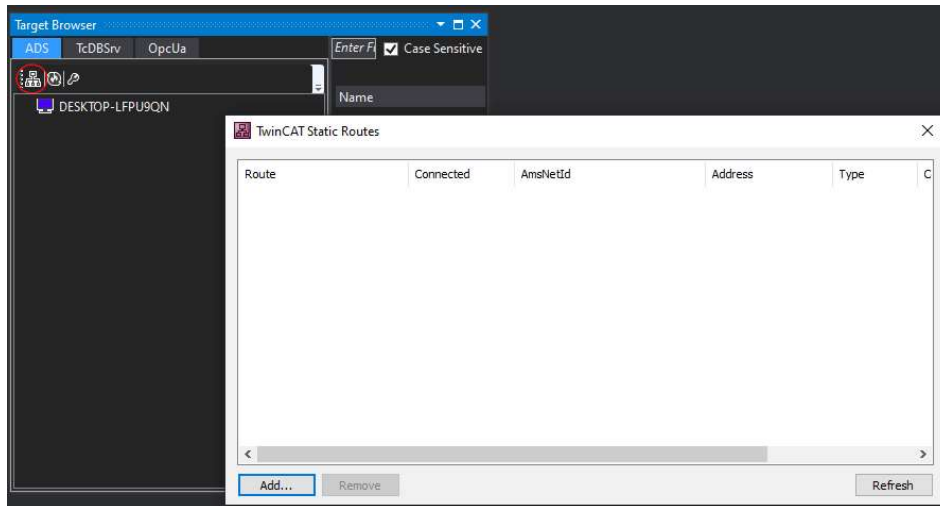 Target Browser
ADS TcDBSrv OpcUa
Case Sensitive
DESKTOP-LFPU9QN
Name
TwinCAT Static Routes
Route Connected AmsNetId Address Type C
Add... Remove Refresh